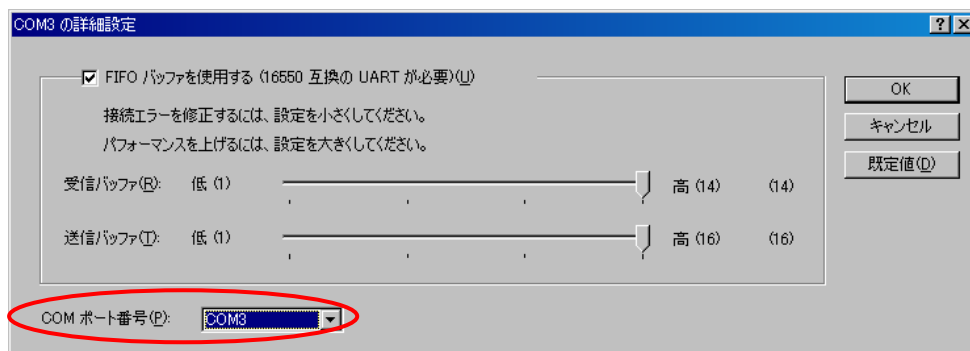 COM3 の詳細設定
FIFO バッファを使用する (16550 互換の UART が必要)(U)
接続エラーを修正するには、設定を小さくしてください。
パフォーマンスを上げるには、設定を大きくしてください。
受信バッファ(R): 低 (1) 高 (14) (14)
送信バッファ(T): 低 (1) 高 (16) (16)
COM ポート番号(P): COM3
OK
キャンセル
既定値(D)